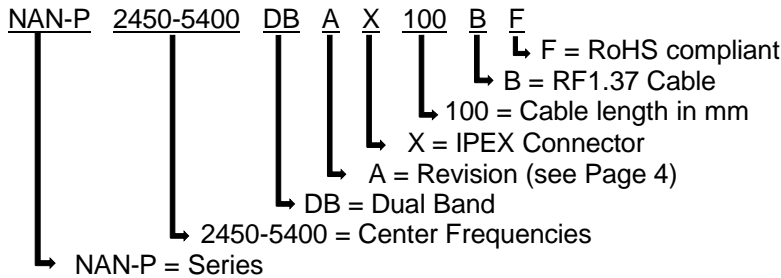 NAN-P 2450-5400 DB A X 100 B F
F = RoHS compliant
B = RF1.37 Cable
100 = Cable length in mm
X = IPEX Connector
A = Revision (see Page 4)
DB = Dual Band
2450-5400 = Center Frequencies
NAN-P = Series